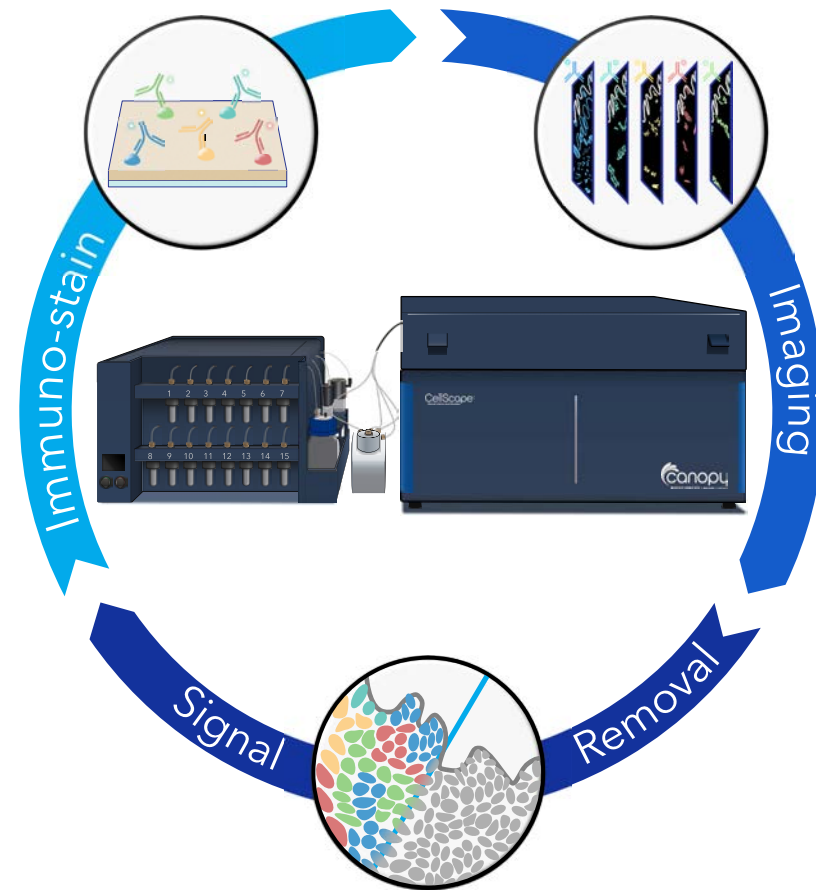 Immuno-stain
Imaging
1 2 3 4 5 6 7
8 9 10 11 12 13 14 15
CellScape
canopy
Signal Removal